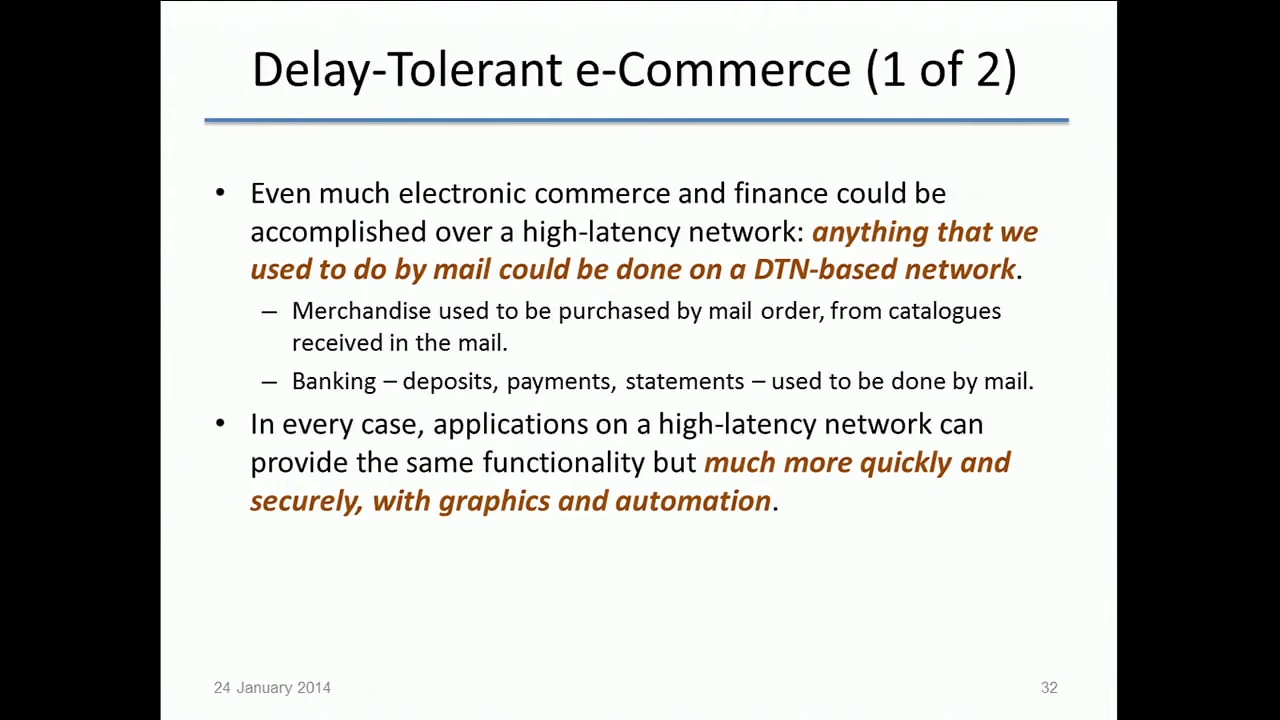 Delay-Tolerant e-Commerce (1 of 2)
• Even much electronic commerce and finance could be
accomplished over a high-latency network: anything that we
used to do by mail could be done on a DTN-based network.
– Merchandise used to be purchased by mail order, from catalogues
received in the mail.
– Banking – deposits, payments, statements – used to be done by mail.
• In every case, applications on a high-latency network can
provide the same functionality but much more quickly and
securely, with graphics and automation.
24 January 2014
32